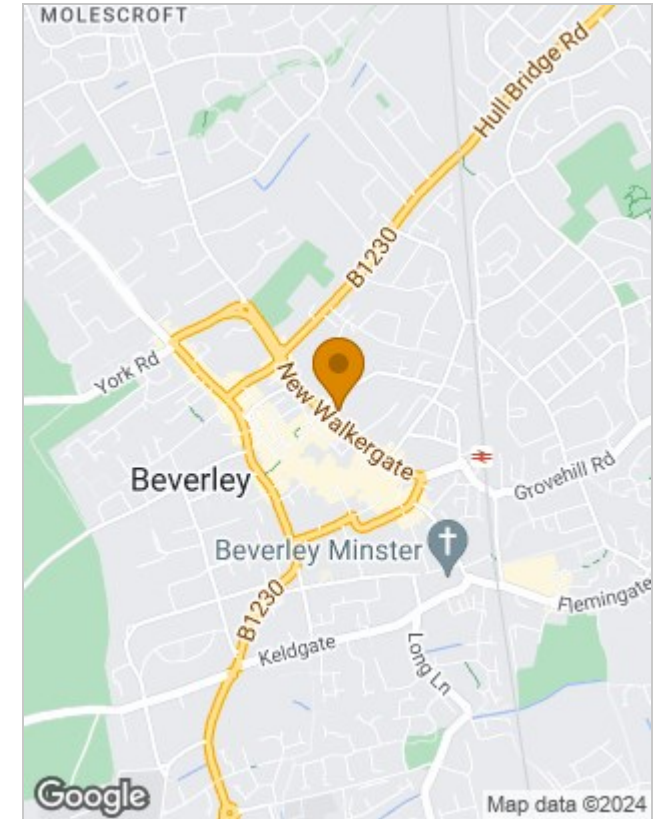 MOLESCROFT
Hull Bridge Rd
B1230
York Rd
New Walkergate
Beverley
Grovehill Rd
Beverley Minster
Flemingate
B1230
Keldgate
Long Ln
Google
Map data ©2024